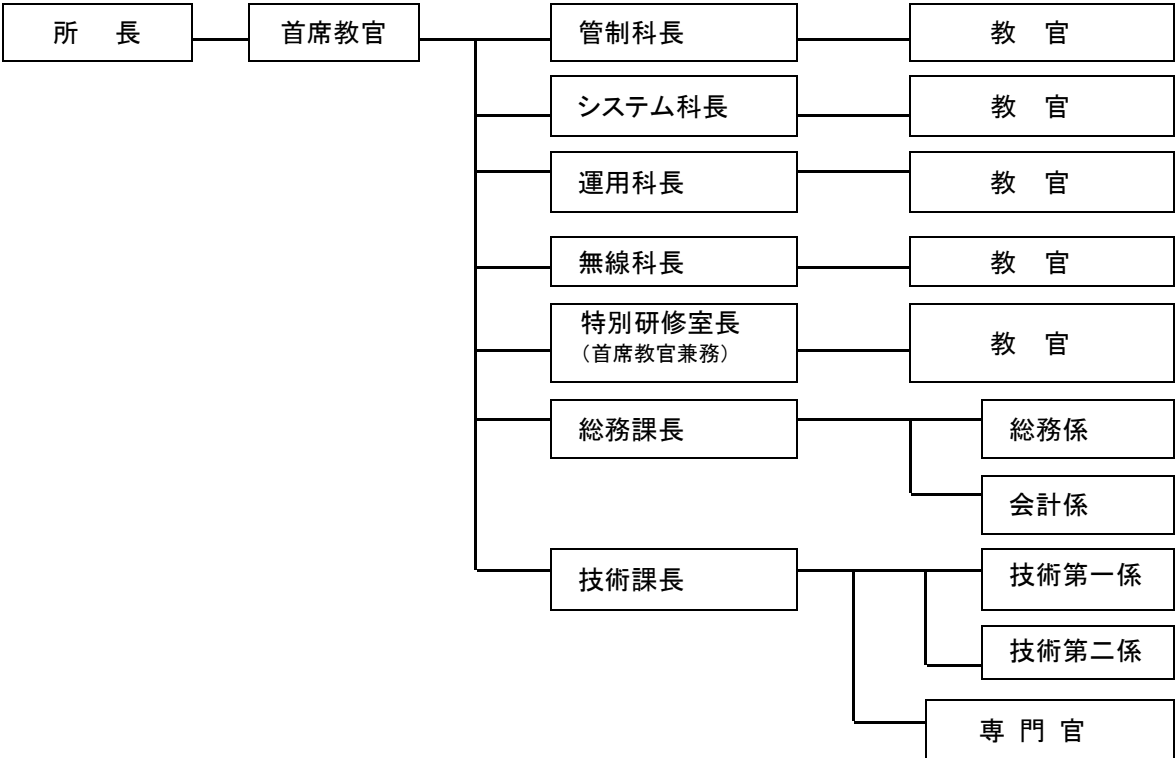 所　長
首席教官
管制科長
教　官
システム科長
教　官
運用科長
教　官
無線科長
教　官
特別研修室長
（首席教官兼務）
教　官
総務課長
総務係
会計係
技術課長
技術第一係
技術第二係
専 門 官